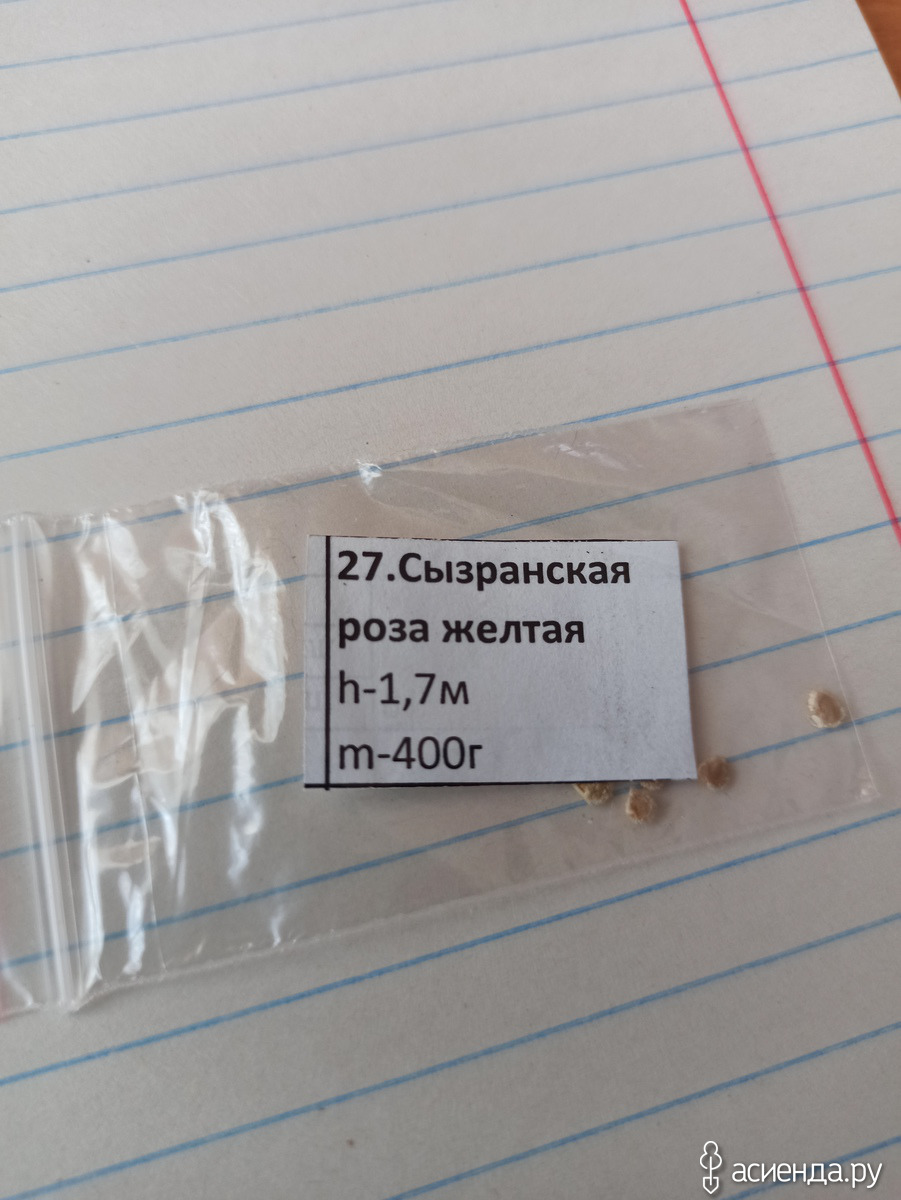 27.Сызранская
роза желтая
h-1,7м
m-400г
асиенда.ру